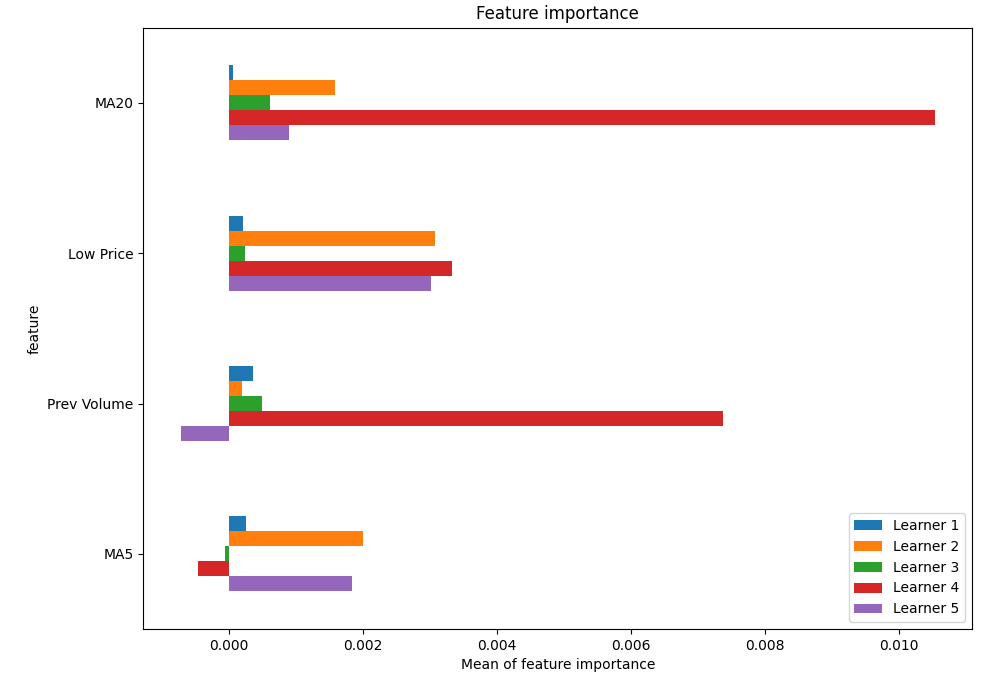 Feature importance
MA20
Low Price
Prev Volume
MA5
feature
Learner 1
Learner 2
Learner 3
Learner 4
Learner 5
0.000 0.002 0.004 0.006 0.008 0.010
Mean of feature importance